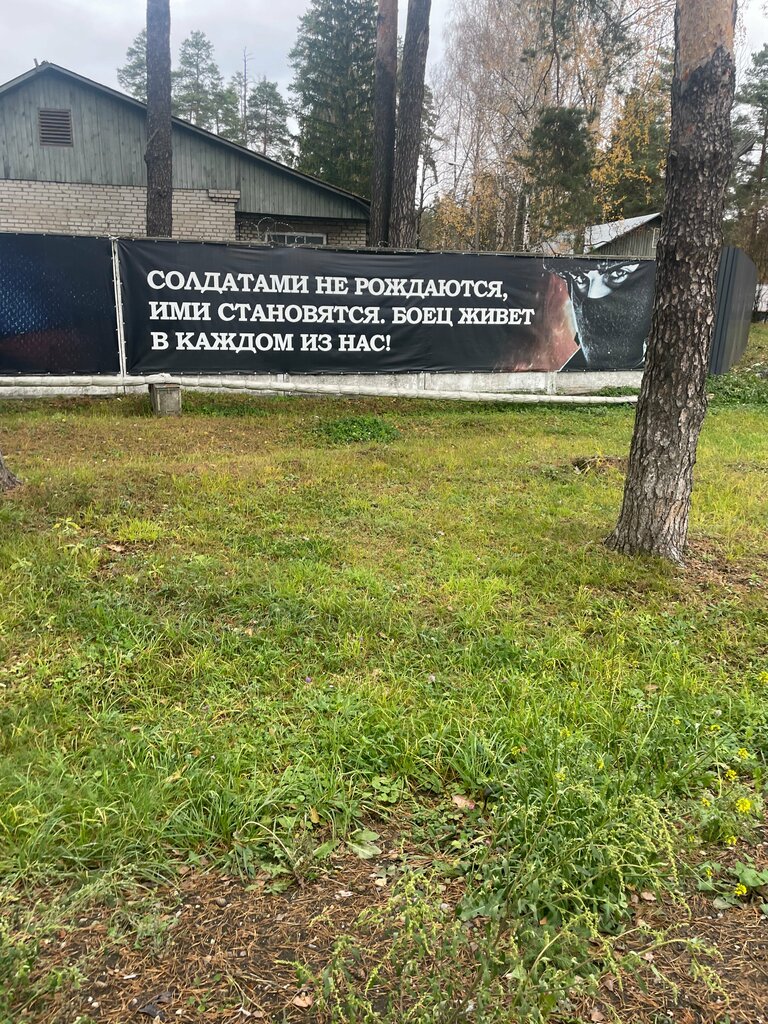 СОЛДАТАМИ НЕ РОЖДАЮТСЯ,
ИМИ СТАНОВЯТСЯ. БОЕЦ ЖИВЕТ
В КАЖДОМ ИЗ НАС!